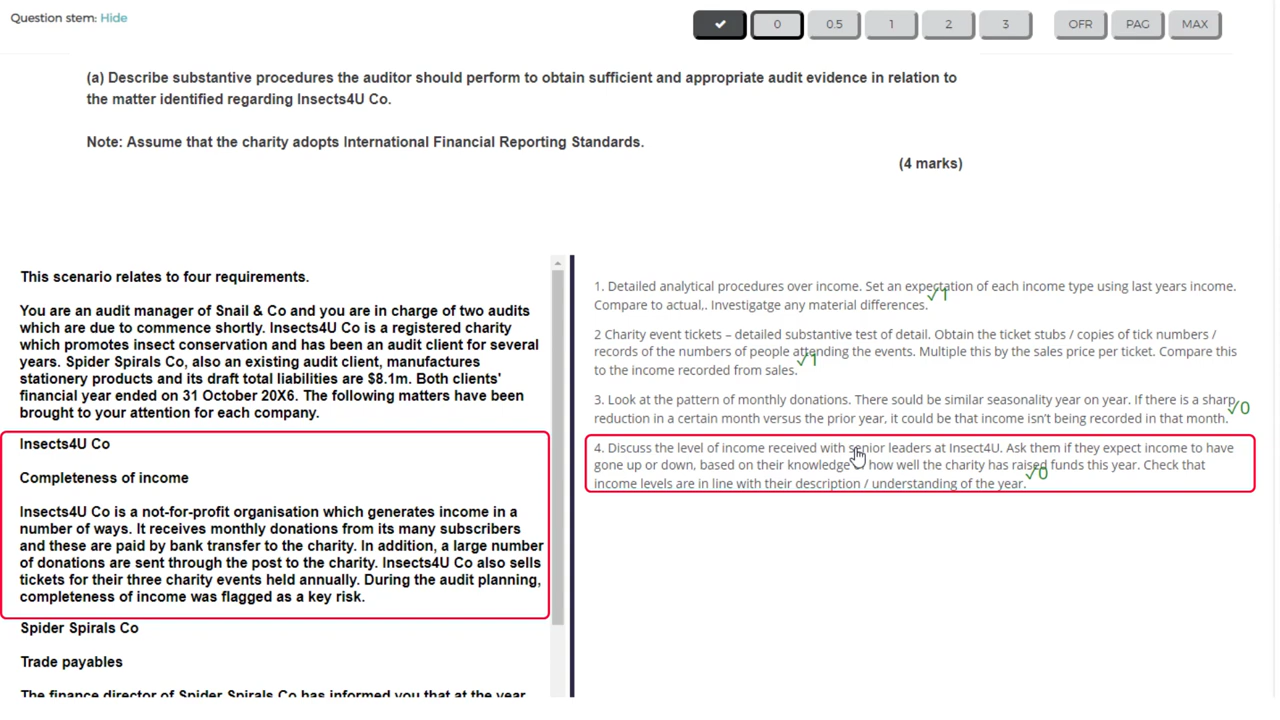 Question stem: Hide
✔ 0 0.5 1 2 3 OFR PAG MAX
(a) Describe substantive procedures the auditor should perform to obtain sufficient and appropriate audit evidence in relation to
the matter identified regarding Insects4U Co.
Note: Assume that the charity adopts International Financial Reporting Standards.
(4 marks)
This scenario relates to four requirements.
You are an audit manager of Snail & Co and you are in charge of two audits
which are due to commence shortly. Insects4U Co is a registered charity
which promotes insect conservation and has been an audit client for several
years. Spider Spirals Co, also an existing audit client, manufactures
stationery products and its draft total liabilities are $8.1m. Both clients'
financial year ended on 31 October 20X6. The following matters have been
brought to your attention for each company.
Insects4U Co
Completeness of income
Insects4U Co is a not-for-profit organisation which generates income in a
number of ways. It receives monthly donations from its many subscribers
and these are paid by bank transfer to the charity. In addition, a large number
of donations are sent through the post to the charity. Insects4U Co also sells
tickets for their three charity events held annually. During the audit planning,
completeness of income was flagged as a key risk.
Spider Spirals Co
Trade payables
The finance director of Spider Spirals Co has informed you that at the year
1. Detailed analytical procedures over income. Set an expectation of each income type using last years income.
Compare to actual,. Investigatge any material differences. √1
2 Charity event tickets – detailed substantive test of detail. Obtain the ticket stubs / copies of tick numbers /
records of the numbers of people attending the events. Multiple this by the sales price per ticket. Compare this
to the income recorded from sales. √1
3. Look at the pattern of monthly donations. There sould be similar seasonality year on year. If there is a sharp
reduction in a certain month versus the prior year, it could be that income isn't being recorded in that month. √0
4. Discuss the level of income received with senior leaders at Insect4U. Ask them if they expect income to have
gone up or down, based on their knowledge how well the charity has raised funds this year. Check that
income levels are in line with their description / understanding of the year. √0